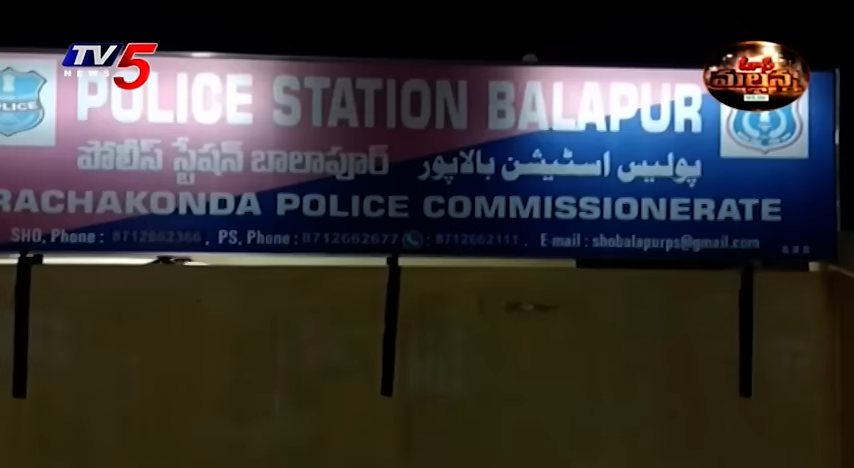 TV5
NEWS
POLICE
POLICE STATION BALAPUR
పోలీస్ స్టేషన్ బాలాపూర్ پولیس اسٹیشن بالاپور
RACHAKONDA POLICE COMMISSIONERATE
SHO, Phone : 8712662366, PS, Phone : 8712662677 : 8712662111. E-mail : shobalapurps@gmail.com